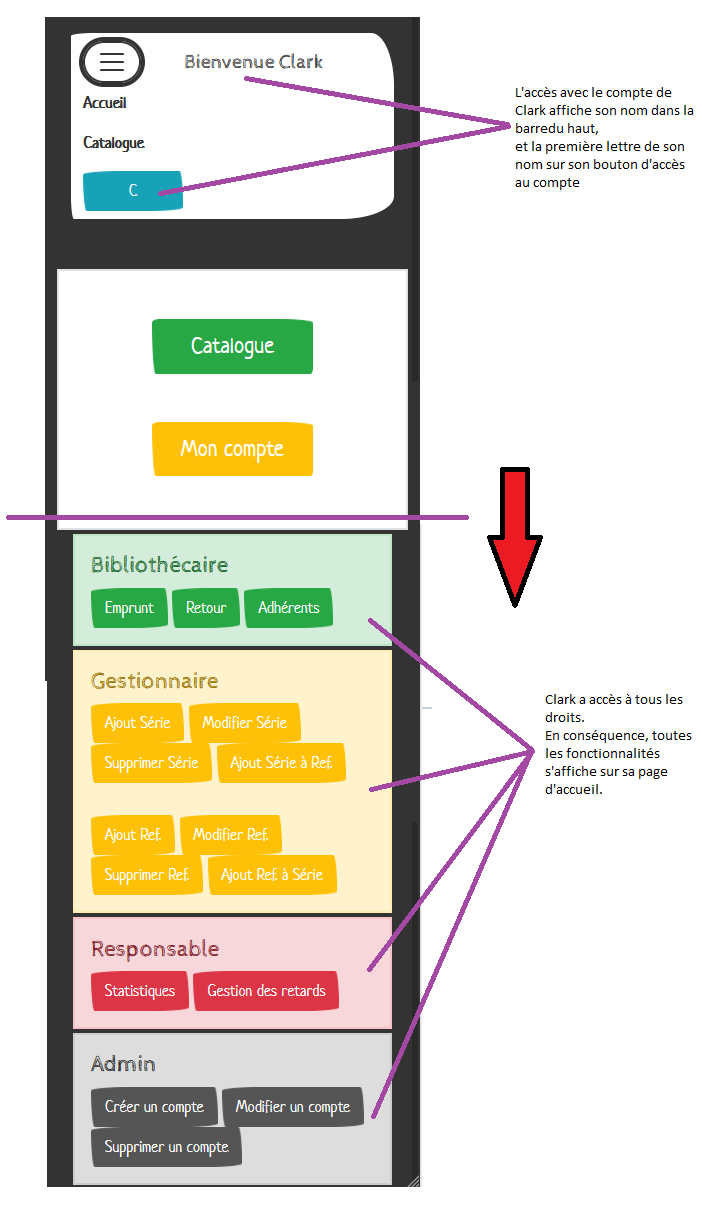 Bienvenue Clark
Accueil
Catalogue
C
L'accès avec le compte de
Clark affiche son nom dans la
barredu haut,
et la première lettre de son
nom sur son bouton d'accès
au compte
Catalogue
Mon compte
Bibliothécaire
Emprunt Retour Adhérents
Gestionnaire
Ajout Série Modifier Série
Supprimer Série Ajout Série à Ref.
Ajout Ref. Modifier Ref.
Supprimer Ref. Ajout Ref. à Série
Clark a accès à tous les
droits.
En conséquence, toutes
les fonctionnalités
s'affiche sur sa page
d'accueil.
Responsable
Statistiques Gestion des retards
Admin
Créer un compte Modifier un compte
Supprimer un compte